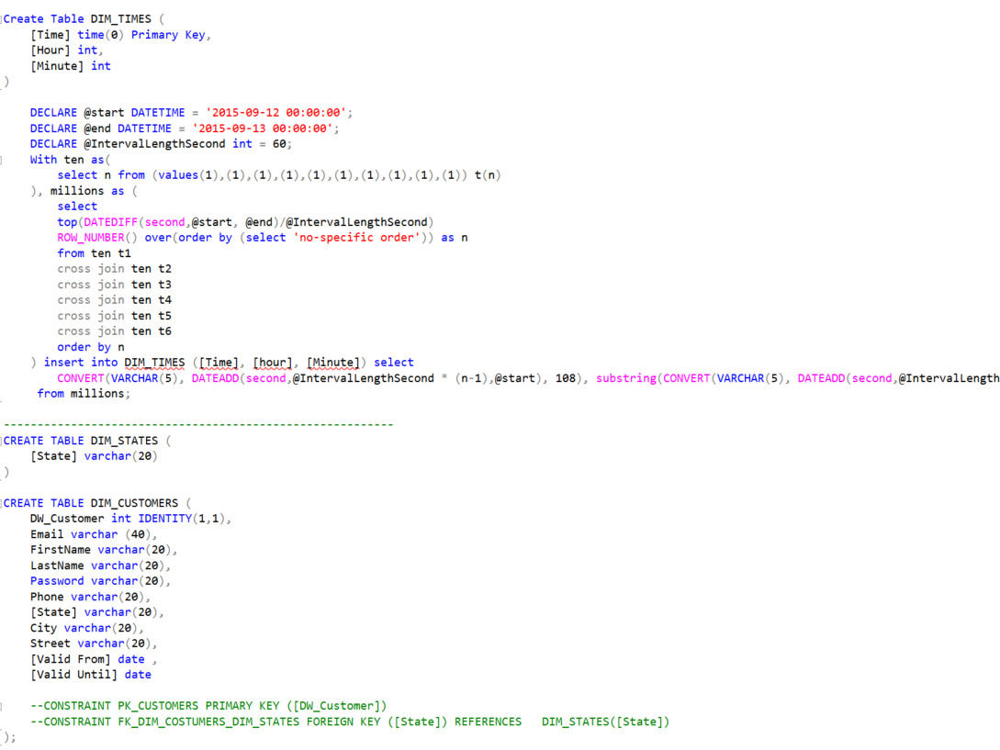 Create Table DIM_TIMES (
[Time] time(0) Primary Key,
[Hour] int,
[Minute] int
)
DECLARE @start DATETIME = '2015-09-12 00:00:00';
DECLARE @end DATETIME = '2015-09-13 00:00:00';
DECLARE @IntervalLengthSecond int = 60;
With ten as(
select n from (values(1),(1),(1),(1),(1),(1),(1),(1),(1),(1)) t(n)
), millions as (
select
top(DATEDIFF(second,@start, @end)/@IntervalLengthSecond)
ROW_NUMBER() over(order by (select 'no-specific order')) as n
from ten t1
cross join ten t2
cross join ten t3
cross join ten t4
cross join ten t5
cross join ten t6
order by n
) insert into DIM_TIMES ([Time], [hour], [Minute]) select
CONVERT(VARCHAR(5), DATEADD(second,@IntervalLengthSecond * (n-1),@start), 108), substring(CONVERT(VARCHAR(5), DATEADD(second,@IntervalLength
from millions;
----------------------------------------------------------
CREATE TABLE DIM_STATES (
[State] varchar(20)
)
CREATE TABLE DIM_CUSTOMERS (
DW_Customer int IDENTITY(1,1),
Email varchar (40),
FirstName varchar(20),
LastName varchar(20),
Password varchar(20),
Phone varchar(20),
[State] varchar(20),
City varchar(20),
Street varchar(20),
[Valid From] date ,
[Valid Until] date
--CONSTRAINT PK_CUSTOMERS PRIMARY KEY ([DW_Customer])
--CONSTRAINT FK_DIM_COSTUMERS_DIM_STATES FOREIGN KEY ([State]) REFERENCES   DIM_STATES([State])
);